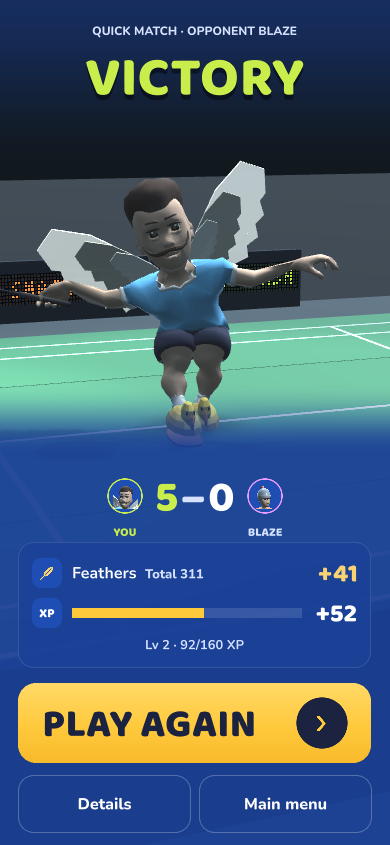 QUICK MATCH · OPPONENT BLAZE
VICTORY
5–0
YOU
BLAZE
Feathers Total 311 +41
XP +52
Lv 2 · 92/160 XP
PLAY AGAIN
Details
Main menu